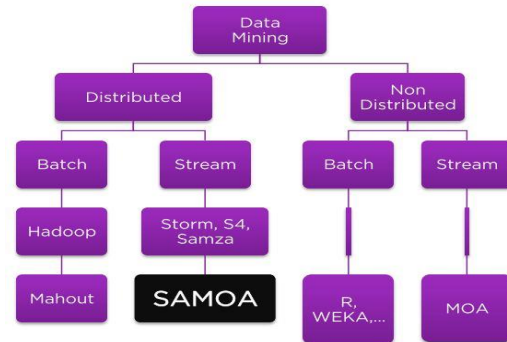 Data
Mining
Distributed
Non
Distributed
Batch
Stream
Batch
Stream
Hadoop
Storm, S4,
Samza
Mahout
SAMOA
R,
WEKA,...
MOA